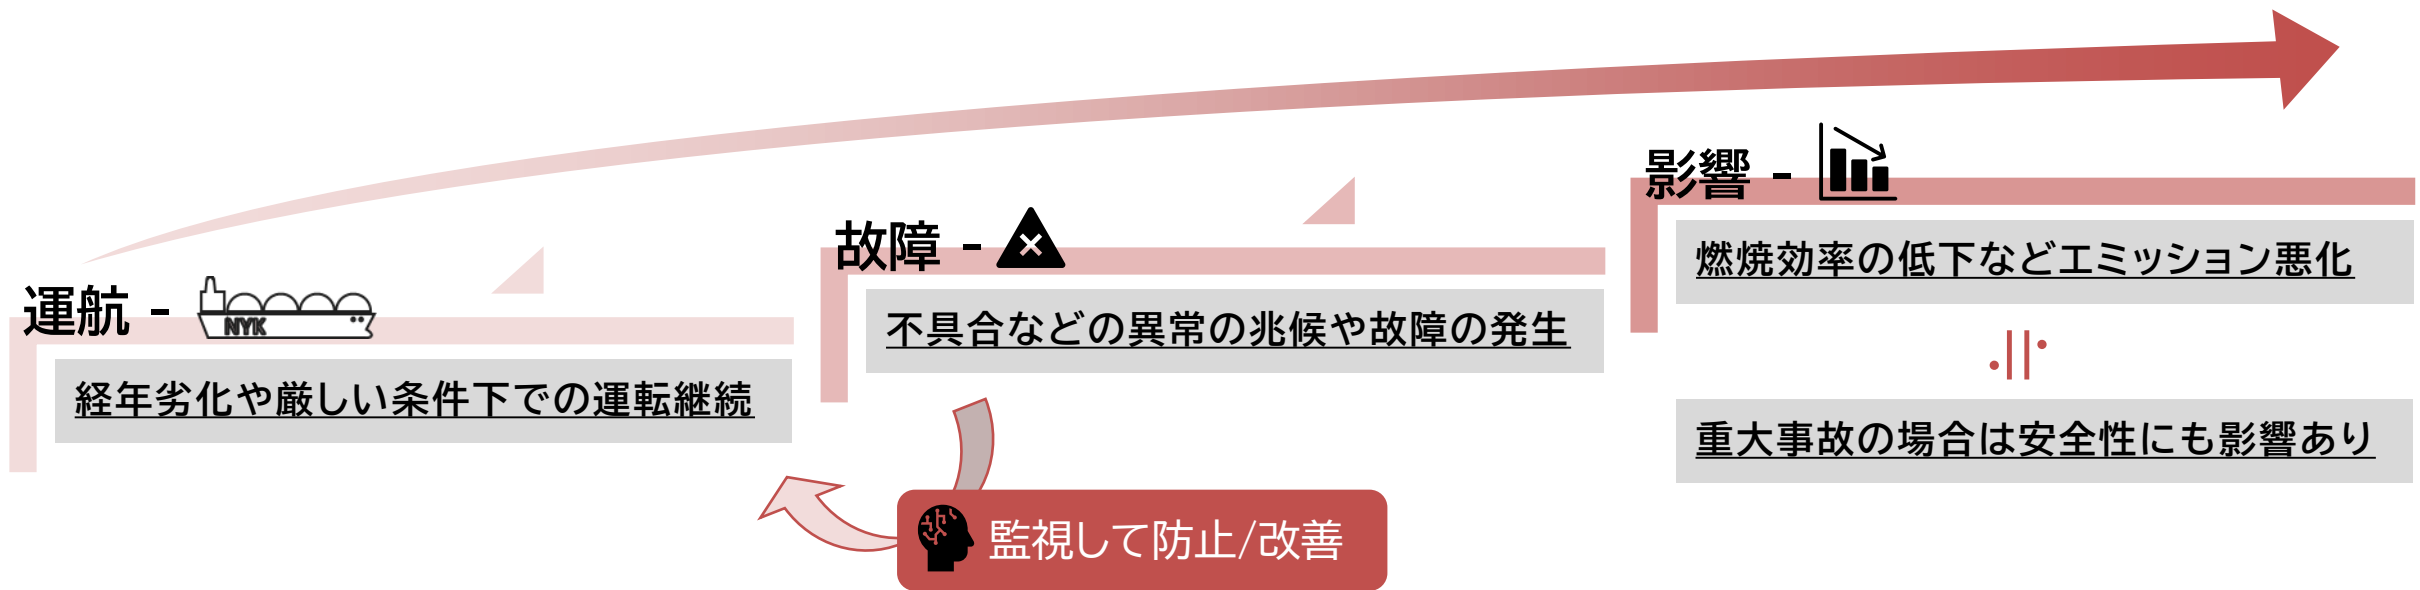 運航 -
NYK
経年劣化や厳しい条件下での運転継続
故障 -
不具合などの異常の兆候や故障の発生
監視して防止/改善
影響 -
燃焼効率の低下などエミッション悪化
重大事故の場合は安全性にも影響あり